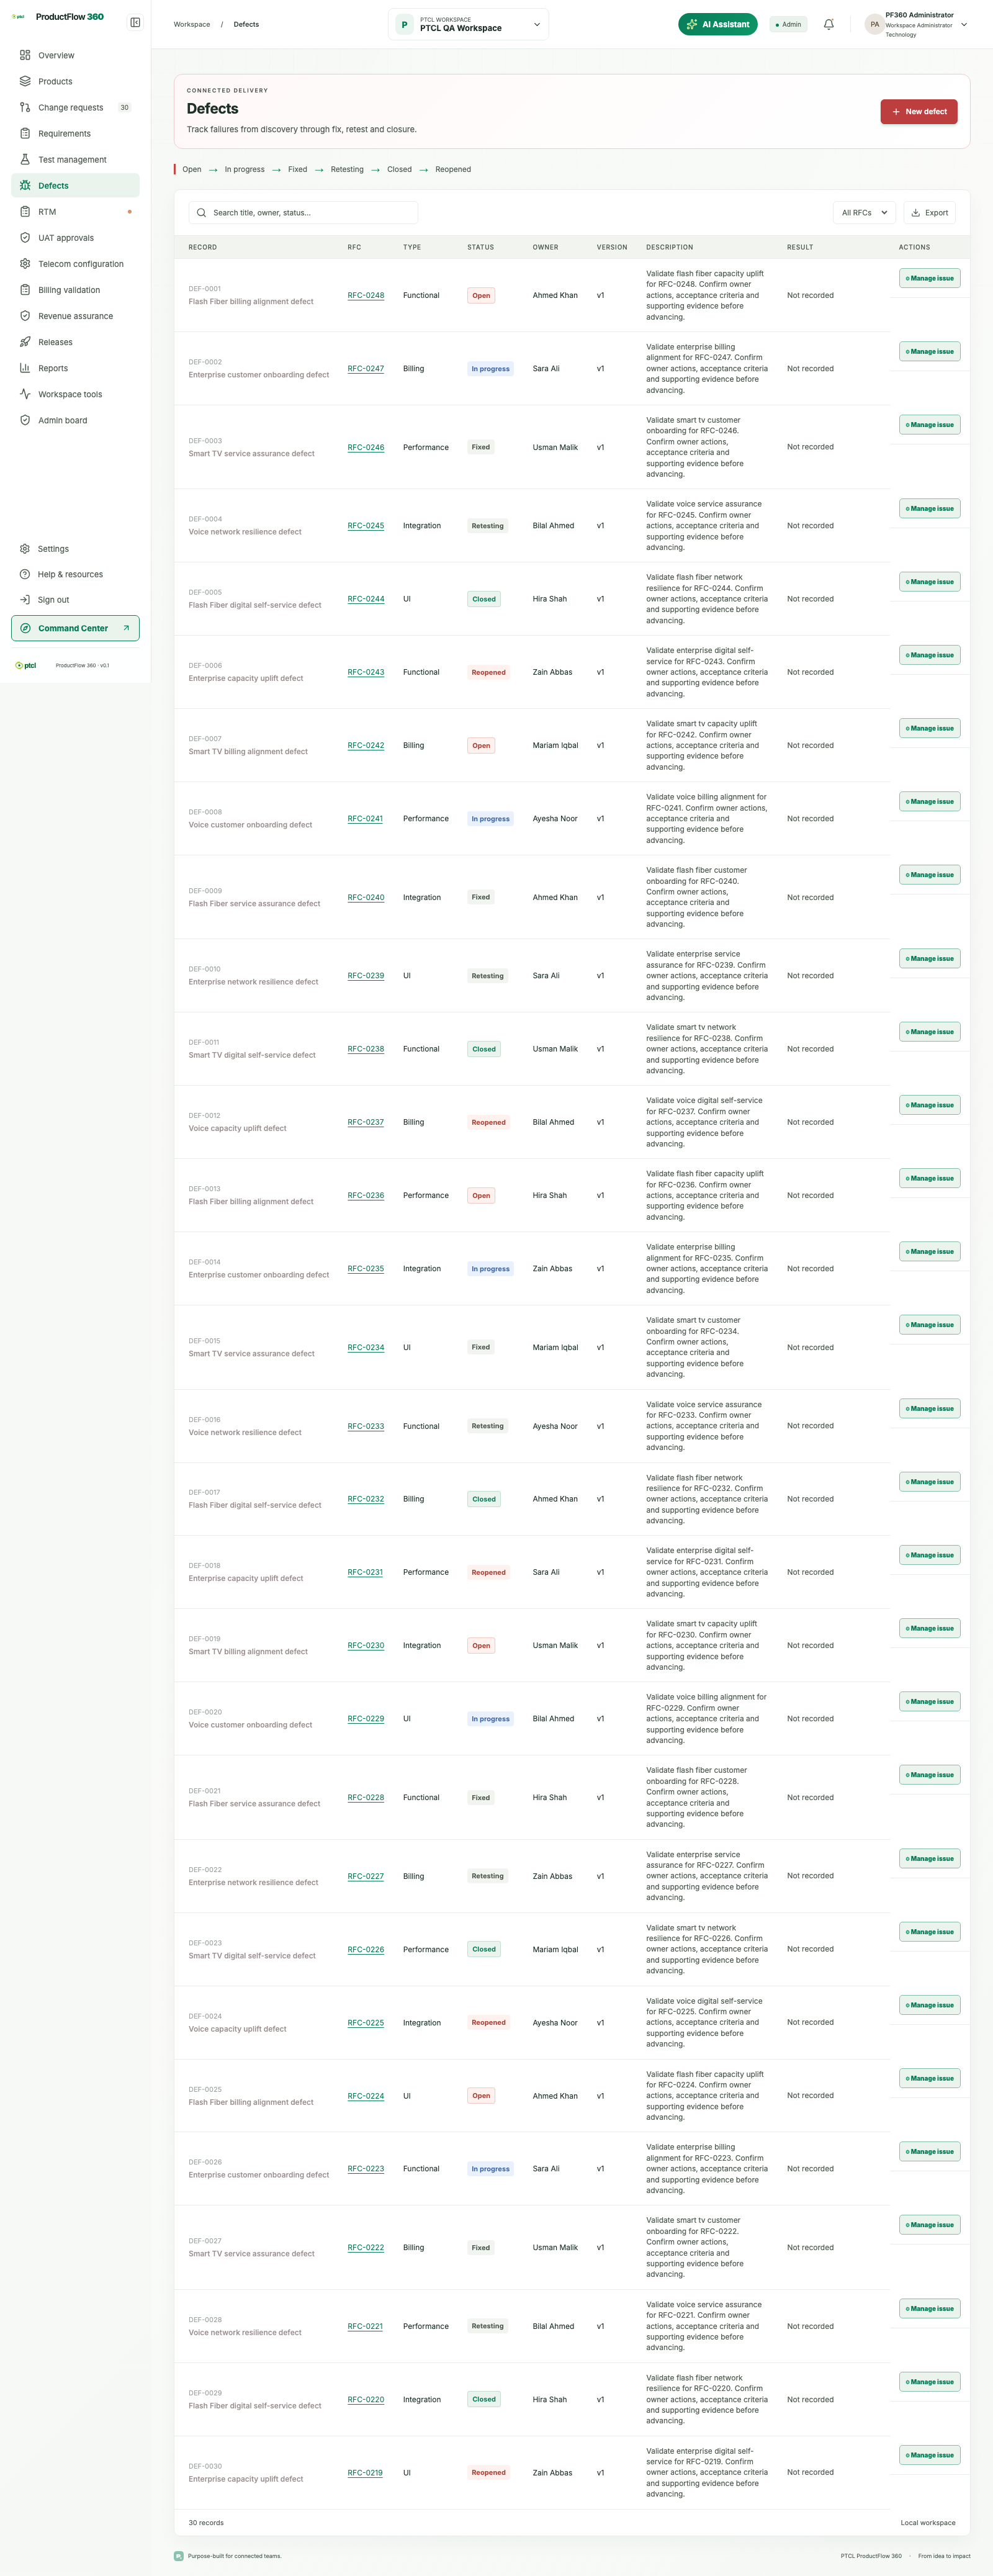 ptcl
ProductFlow 360
Overview
Products
Change requests 30
Requirements
Test management
Defects
RTM
UAT approvals
Telecom configuration
Billing validation
Revenue assurance
Releases
Reports
Workspace tools
Admin board
Settings
Help & resources
Sign out
Command Center
ptcl ProductFlow 360 · v0.1
Workspace / Defects
P
PTCL WORKSPACE
PTCL QA Workspace
AI Assistant
Admin
PA
PF360 Administrator
Workspace Administrator
Technology
CONNECTED DELIVERY
Defects
Track failures from discovery through fix, retest and closure.
+ New defect
Open → In progress → Fixed → Retesting → Closed → Reopened
Search title, owner, status...
All RFCs
Export
RECORD RFC TYPE STATUS OWNER VERSION DESCRIPTION RESULT ACTIONS
DEF-0001
Flash Fiber billing alignment defect
RFC-0248 Functional Open Ahmed Khan v1
Validate flash fiber capacity uplift
for RFC-0248. Confirm owner
actions, acceptance criteria and
supporting evidence before
advancing.
Not recorded
Manage issue
DEF-0002
Enterprise customer onboarding defect
RFC-0247 Billing In progress Sara Ali v1
Validate enterprise billing
alignment for RFC-0247. Confirm
owner actions, acceptance criteria
and supporting evidence before
advancing.
Not recorded
Manage issue
DEF-0003
Smart TV service assurance defect
RFC-0246 Performance Fixed Usman Malik v1
Validate smart tv customer
onboarding for RFC-0246.
Confirm owner actions,
acceptance criteria and
supporting evidence before
advancing.
Not recorded
Manage issue
DEF-0004
Voice network resilience defect
RFC-0245 Integration Retesting Bilal Ahmed v1
Validate voice service assurance
for RFC-0245. Confirm owner
actions, acceptance criteria and
supporting evidence before
advancing.
Not recorded
Manage issue
DEF-0005
Flash Fiber digital self-service defect
RFC-0244 UI Closed Hira Shah v1
Validate flash fiber network
resilience for RFC-0244. Confirm
owner actions, acceptance criteria
and supporting evidence before
advancing.
Not recorded
Manage issue
DEF-0006
Enterprise capacity uplift defect
RFC-0243 Functional Reopened Zain Abbas v1
Validate enterprise digital self-
service for RFC-0243. Confirm
owner actions, acceptance criteria
and supporting evidence before
advancing.
Not recorded
Manage issue
DEF-0007
Smart TV billing alignment defect
RFC-0242 Billing Open Mariam Iqbal v1
Validate smart tv capacity uplift
for RFC-0242. Confirm owner
actions, acceptance criteria and
supporting evidence before
advancing.
Not recorded
Manage issue
DEF-0008
Voice customer onboarding defect
RFC-0241 Performance In progress Ayesha Noor v1
Validate voice billing alignment for
RFC-0241. Confirm owner actions,
acceptance criteria and
supporting evidence before
advancing.
Not recorded
Manage issue
DEF-0009
Flash Fiber service assurance defect
RFC-0240 Integration Fixed Ahmed Khan v1
Validate flash fiber customer
onboarding for RFC-0240.
Confirm owner actions,
acceptance criteria and
supporting evidence before
advancing.
Not recorded
Manage issue
DEF-0010
Enterprise network resilience defect
RFC-0239 UI Retesting Sara Ali v1
Validate enterprise service
assurance for RFC-0239. Confirm
owner actions, acceptance criteria
and supporting evidence before
advancing.
Not recorded
Manage issue
DEF-0011
Smart TV digital self-service defect
RFC-0238 Functional Closed Usman Malik v1
Validate smart tv network
resilience for RFC-0238. Confirm
owner actions, acceptance criteria
and supporting evidence before
advancing.
Not recorded
Manage issue
DEF-0012
Voice capacity uplift defect
RFC-0237 Billing Reopened Bilal Ahmed v1
Validate voice digital self-service
for RFC-0237. Confirm owner
actions, acceptance criteria and
supporting evidence before
advancing.
Not recorded
Manage issue
DEF-0013
Flash Fiber billing alignment defect
RFC-0236 Performance Open Hira Shah v1
Validate flash fiber capacity uplift
for RFC-0236. Confirm owner
actions, acceptance criteria and
supporting evidence before
advancing.
Not recorded
Manage issue
DEF-0014
Enterprise customer onboarding defect
RFC-0235 Integration In progress Zain Abbas v1
Validate enterprise billing
alignment for RFC-0235. Confirm
owner actions, acceptance criteria
and supporting evidence before
advancing.
Not recorded
Manage issue
DEF-0015
Smart TV service assurance defect
RFC-0234 UI Fixed Mariam Iqbal v1
Validate smart tv customer
onboarding for RFC-0234.
Confirm owner actions,
acceptance criteria and
supporting evidence before
advancing.
Not recorded
Manage issue
DEF-0016
Voice network resilience defect
RFC-0233 Functional Retesting Ayesha Noor v1
Validate voice service assurance
for RFC-0233. Confirm owner
actions, acceptance criteria and
supporting evidence before
advancing.
Not recorded
Manage issue
DEF-0017
Flash Fiber digital self-service defect
RFC-0232 Billing Closed Ahmed Khan v1
Validate flash fiber network
resilience for RFC-0232. Confirm
owner actions, acceptance criteria
and supporting evidence before
advancing.
Not recorded
Manage issue
DEF-0018
Enterprise capacity uplift defect
RFC-0231 Performance Reopened Sara Ali v1
Validate enterprise digital self-
service for RFC-0231. Confirm
owner actions, acceptance criteria
and supporting evidence before
advancing.
Not recorded
Manage issue
DEF-0019
Smart TV billing alignment defect
RFC-0230 Integration Open Usman Malik v1
Validate smart tv capacity uplift
for RFC-0230. Confirm owner
actions, acceptance criteria and
supporting evidence before
advancing.
Not recorded
Manage issue
DEF-0020
Voice customer onboarding defect
RFC-0229 UI In progress Bilal Ahmed v1
Validate voice billing alignment for
RFC-0229. Confirm owner
actions, acceptance criteria and
supporting evidence before
advancing.
Not recorded
Manage issue
DEF-0021
Flash Fiber service assurance defect
RFC-0228 Functional Fixed Hira Shah v1
Validate flash fiber customer
onboarding for RFC-0228.
Confirm owner actions,
acceptance criteria and
supporting evidence before
advancing.
Not recorded
Manage issue
DEF-0022
Enterprise network resilience defect
RFC-0227 Billing Retesting Zain Abbas v1
Validate enterprise service
assurance for RFC-0227. Confirm
owner actions, acceptance criteria
and supporting evidence before
advancing.
Not recorded
Manage issue
DEF-0023
Smart TV digital self-service defect
RFC-0226 Performance Closed Mariam Iqbal v1
Validate smart tv network
resilience for RFC-0226. Confirm
owner actions, acceptance criteria
and supporting evidence before
advancing.
Not recorded
Manage issue
DEF-0024
Voice capacity uplift defect
RFC-0225 Integration Reopened Ayesha Noor v1
Validate voice digital self-service
for RFC-0225. Confirm owner
actions, acceptance criteria and
supporting evidence before
advancing.
Not recorded
Manage issue
DEF-0025
Flash Fiber billing alignment defect
RFC-0224 UI Open Ahmed Khan v1
Validate flash fiber capacity uplift
for RFC-0224. Confirm owner
actions, acceptance criteria and
supporting evidence before
advancing.
Not recorded
Manage issue
DEF-0026
Enterprise customer onboarding defect
RFC-0223 Functional In progress Sara Ali v1
Validate enterprise billing
alignment for RFC-0223. Confirm
owner actions, acceptance criteria
and supporting evidence before
advancing.
Not recorded
Manage issue
DEF-0027
Smart TV service assurance defect
RFC-0222 Billing Fixed Usman Malik v1
Validate smart tv customer
onboarding for RFC-0222.
Confirm owner actions,
acceptance criteria and
supporting evidence before
advancing.
Not recorded
Manage issue
DEF-0028
Voice network resilience defect
RFC-0221 Performance Retesting Bilal Ahmed v1
Validate voice service assurance
for RFC-0221. Confirm owner
actions, acceptance criteria and
supporting evidence before
advancing.
Not recorded
Manage issue
DEF-0029
Flash Fiber digital self-service defect
RFC-0220 Integration Closed Hira Shah v1
Validate flash fiber network
resilience for RFC-0220. Confirm
owner actions, acceptance criteria
and supporting evidence before
advancing.
Not recorded
Manage issue
DEF-0030
Enterprise capacity uplift defect
RFC-0219 UI Reopened Zain Abbas v1
Validate enterprise digital self-
service for RFC-0219. Confirm
owner actions, acceptance criteria
and supporting evidence before
advancing.
Not recorded
Manage issue
30 records
Local workspace
Purpose-built for connected teams.
PTCL ProductFlow 360 · From idea to impact